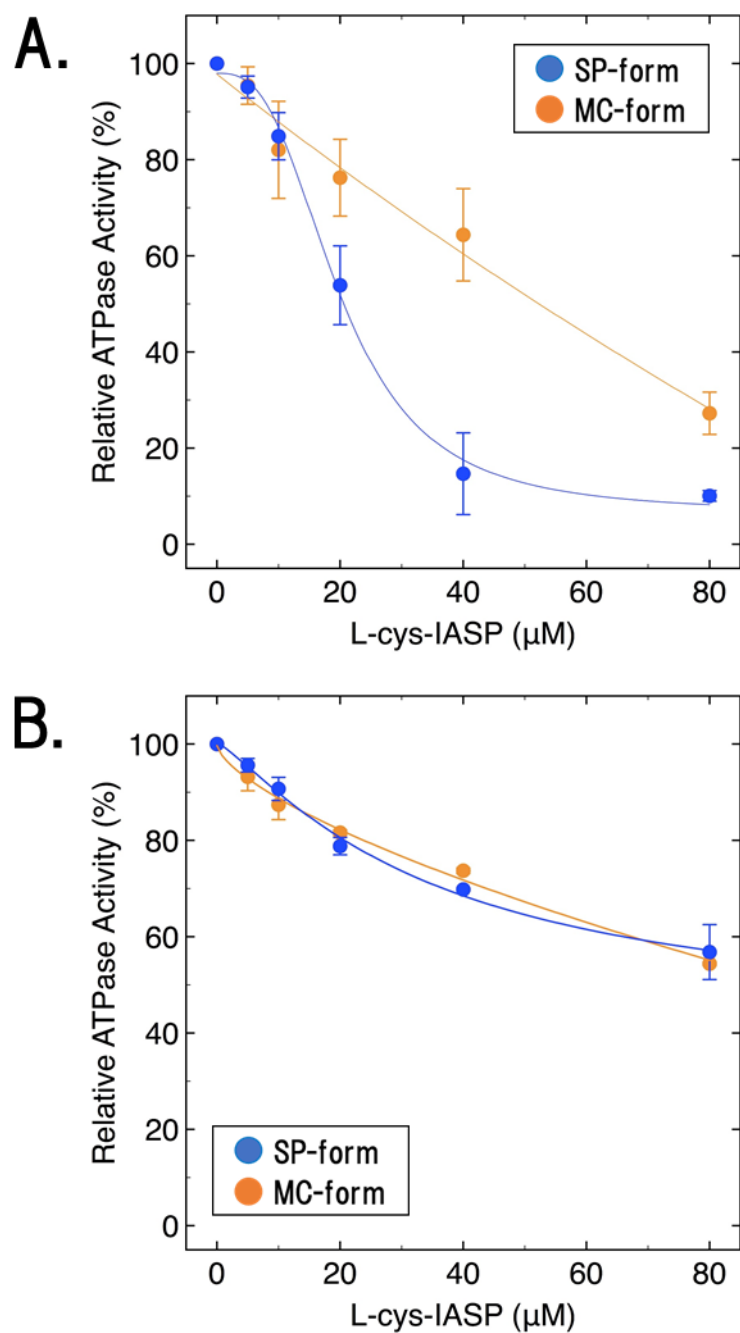 A.
SP-form
MC-form
100
80
60
40
20
0
Relative ATPase Activity (%)
0 20 40 60 80
L-cys-IASP (μM)
B.
100
80
60
40
20
0
Relative ATPase Activity (%)
SP-form
MC-form
0 20 40 60 80
L-cys-IASP (μM)